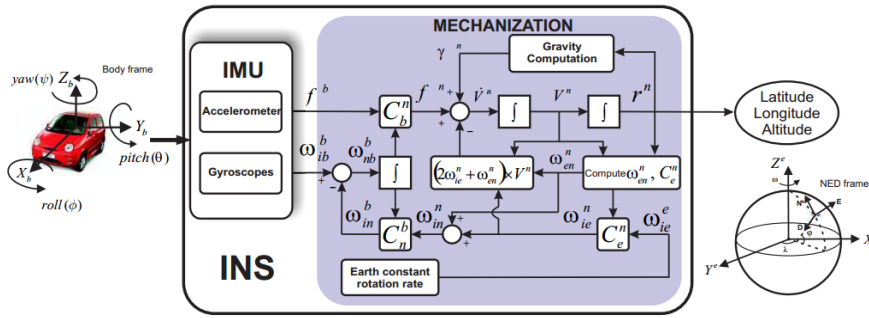 MECHANIZATION
yaw(ψ)
Body frame
Z_b
Y_b
pitch(θ)
X_b
roll(ϕ)
IMU
Accelerometer
Gyroscopes
INS
f^b
C_b^n
f^n
γ^n
Gravity
Computation
V̇^n
∫
V^n
∫
r^n
Latitude
Longitude
Altitude
ω_ib^b
ω_nb^b
∫
(2ω_ie^n + ω_en^n) × V^n
ω_en^n
Compute ω_en^n , C_e^n
ω_in^b
C_n^b
ω_in^n
ω_ie^n
C_e^n
ω_ie^e
Earth constant
rotation rate
+
+
−
+
−
+
+
Z^e
ω
NED frame
N
E
D
φ
λ
X
Y^e